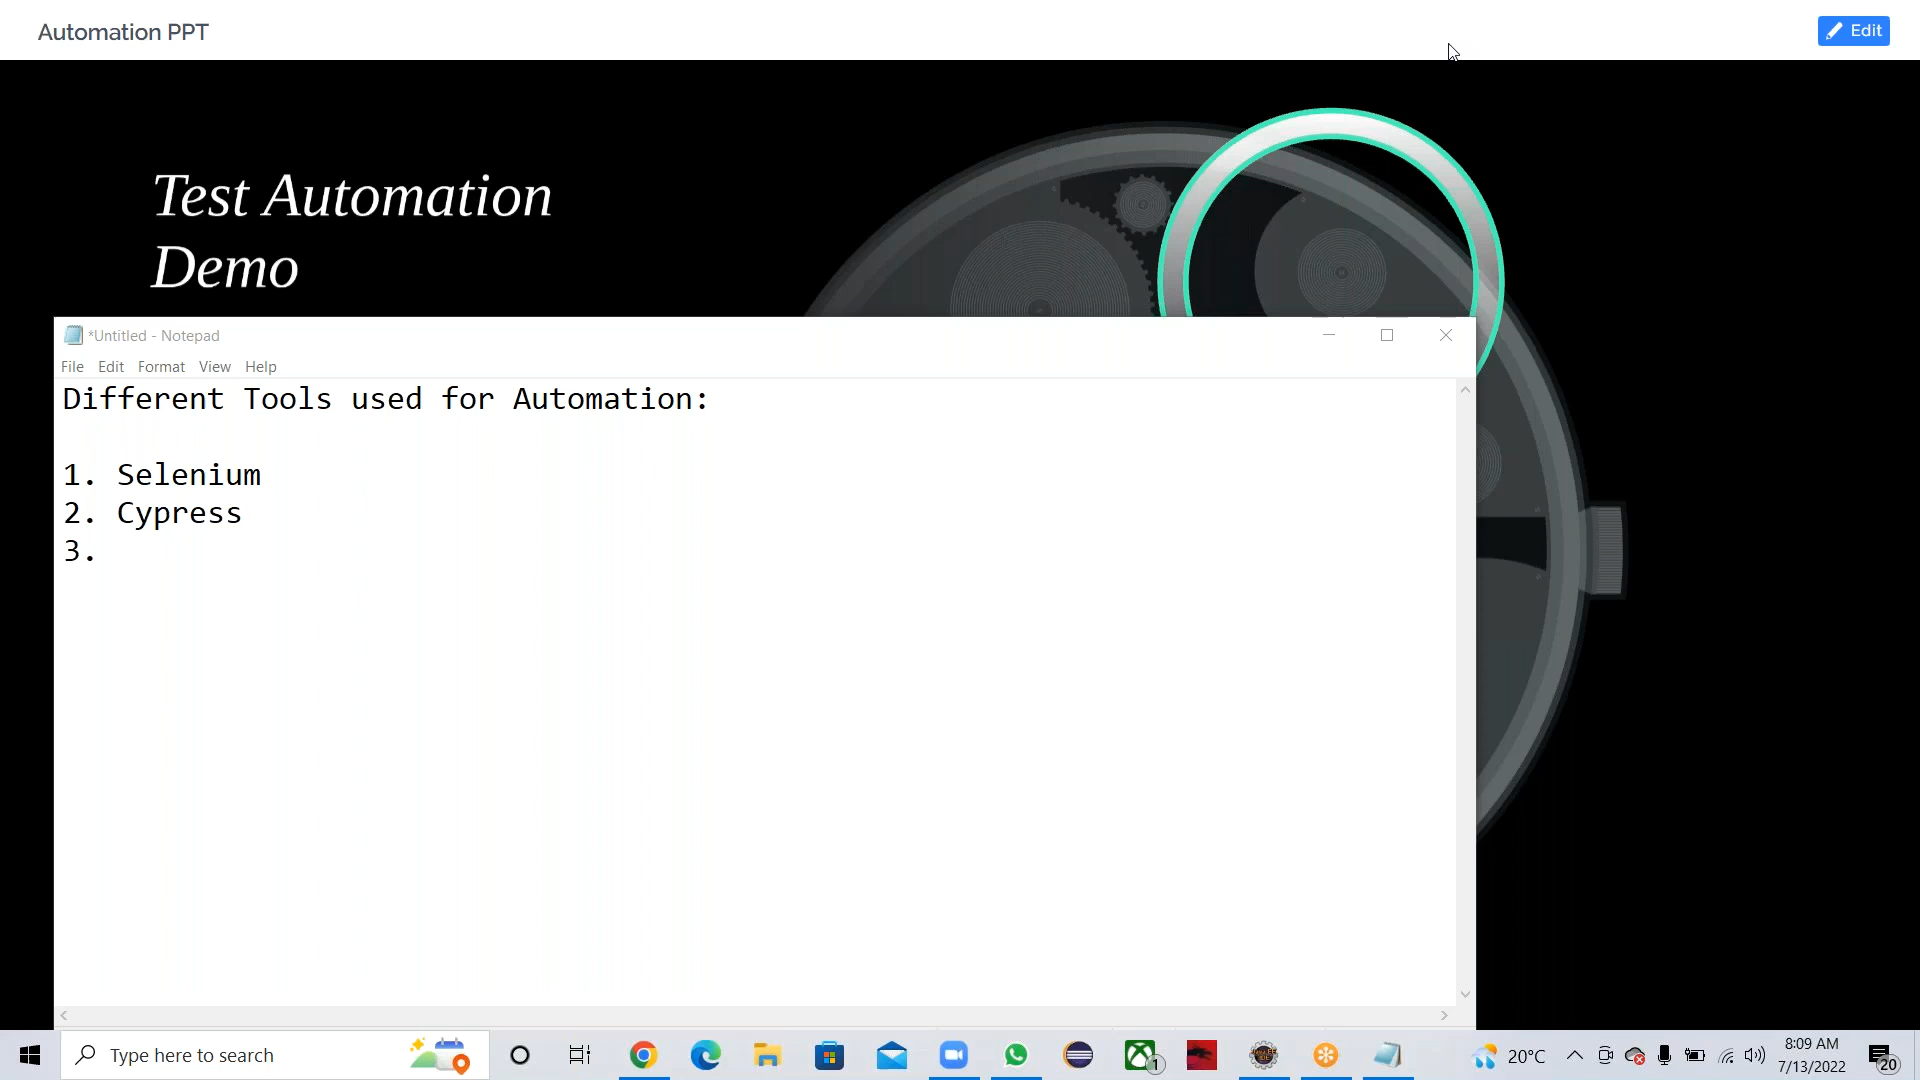 Automation PPT
Edit
Test Automation
Demo
*Untitled - Notepad
File Edit Format View Help
Different Tools used for Automation:
1. Selenium
2. Cypress
3.
Type here to search
1
20°C
8:09 AM
7/13/2022
20